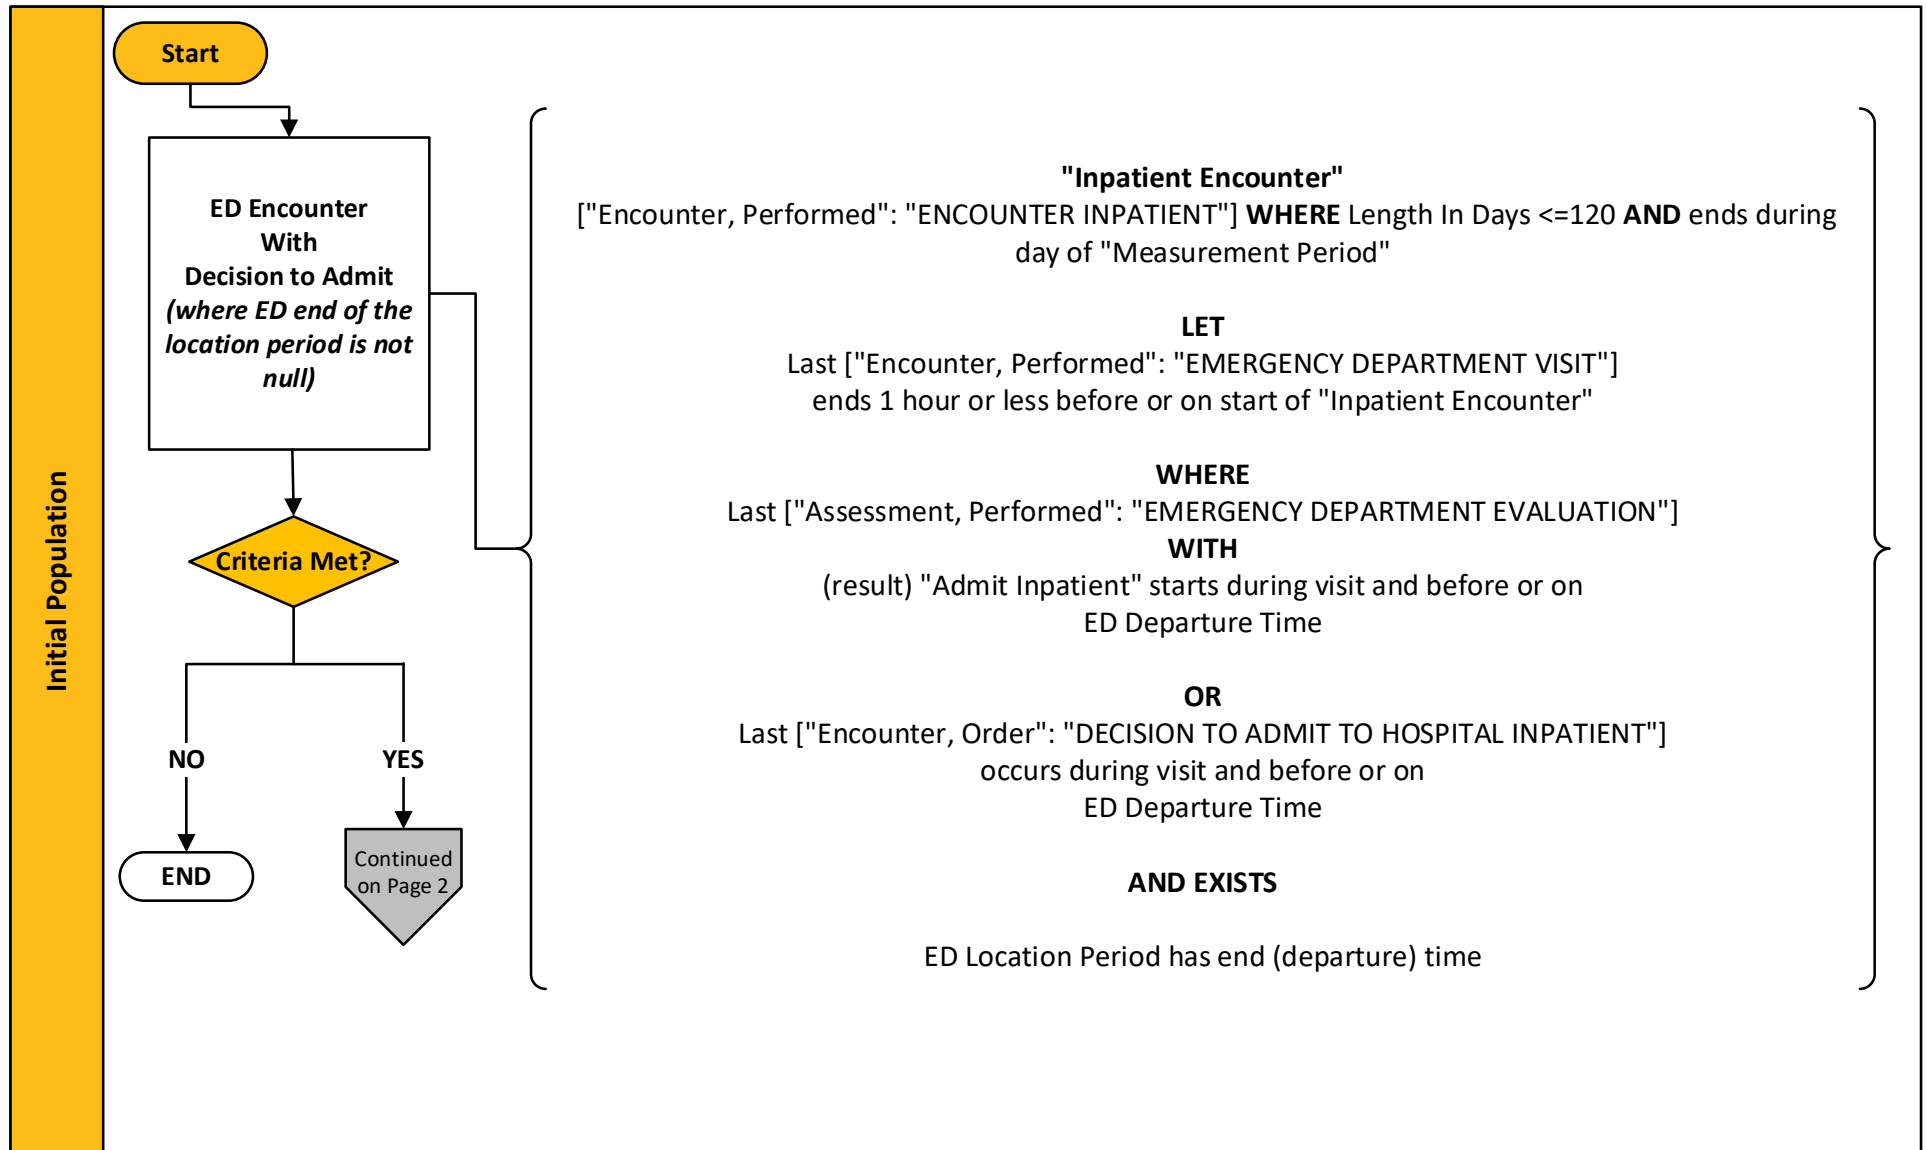 Initial Population
Start
ED Encounter
With
Decision to Admit
(where ED end of the
location period is not
null)
Criteria Met?
NO
YES
END
Continued
on Page 2
"Inpatient Encounter"
["Encounter, Performed": "ENCOUNTER INPATIENT"] WHERE Length In Days <=120 AND ends during
day of "Measurement Period"
LET
Last ["Encounter, Performed": "EMERGENCY DEPARTMENT VISIT"]
ends 1 hour or less before or on start of "Inpatient Encounter"
WHERE
Last ["Assessment, Performed": "EMERGENCY DEPARTMENT EVALUATION"]
WITH
(result) "Admit Inpatient" starts during visit and before or on
ED Departure Time
OR
Last ["Encounter, Order": "DECISION TO ADMIT TO HOSPITAL INPATIENT"]
occurs during visit and before or on
ED Departure Time
AND EXISTS
ED Location Period has end (departure) time